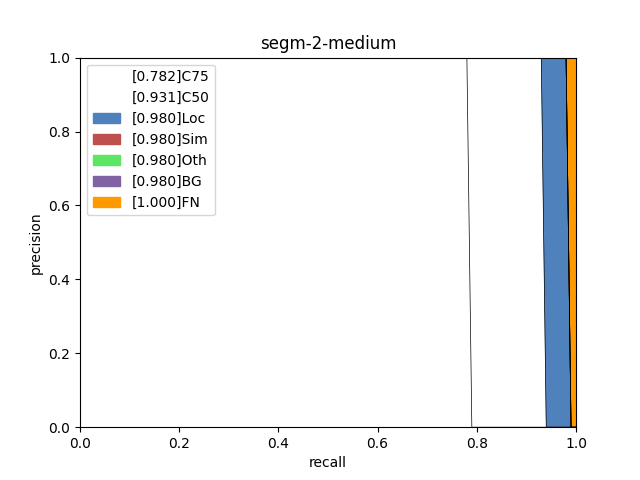 segm-2-medium
1.0
0.8
0.6
0.4
0.2
0.0
precision
[0.782]C75
[0.931]C50
[0.980]Loc
[0.980]Sim
[0.980]Oth
[0.980]BG
[1.000]FN
0.0 0.2 0.4 0.6 0.8 1.0
recall